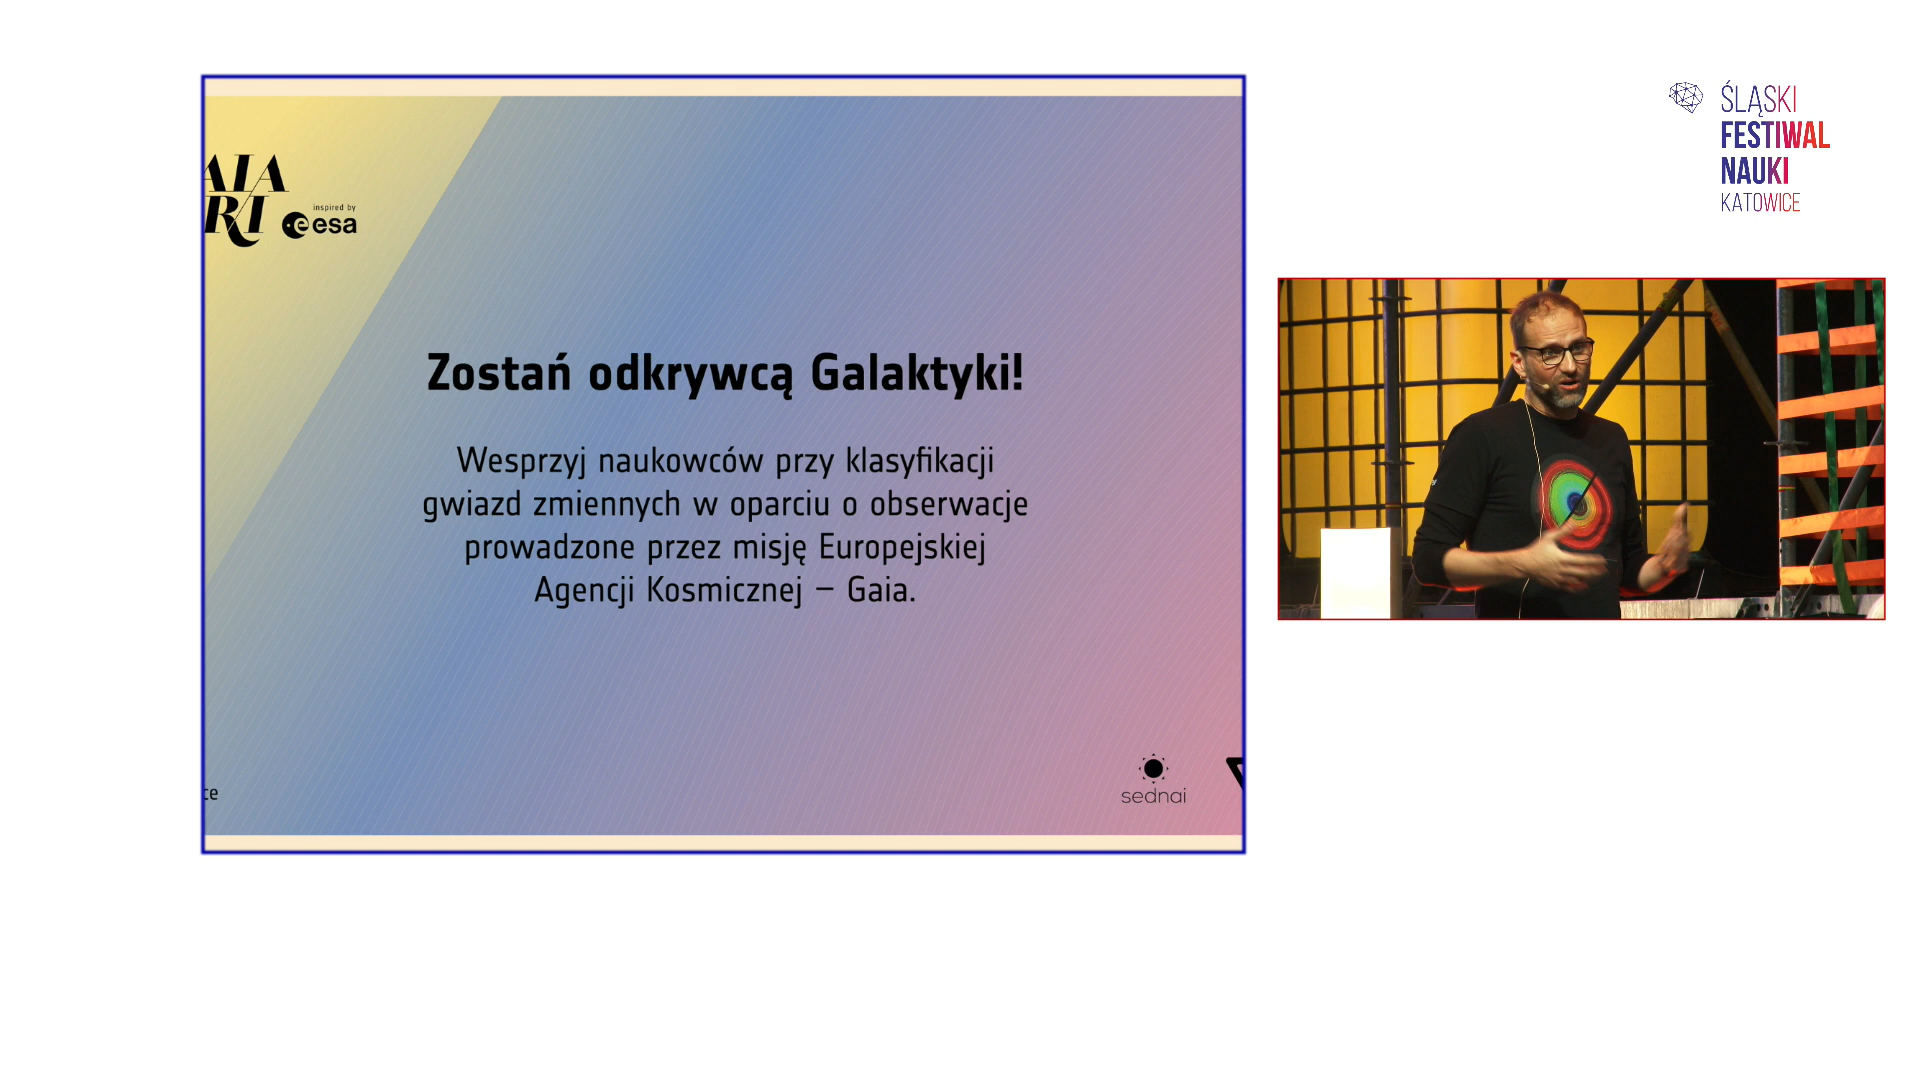 AIA
RI
inspired by
esa
Zostań odkrywcą Galaktyki!
Wesprzyj naukowców przy klasyfikacji
gwiazd zmiennych w oparciu o obserwacje
prowadzone przez misję Europejskiej
Agencji Kosmicznej – Gaia.
ce
sednai
ŚLĄSKI
FESTIWAL
NAUKI
KATOWICE